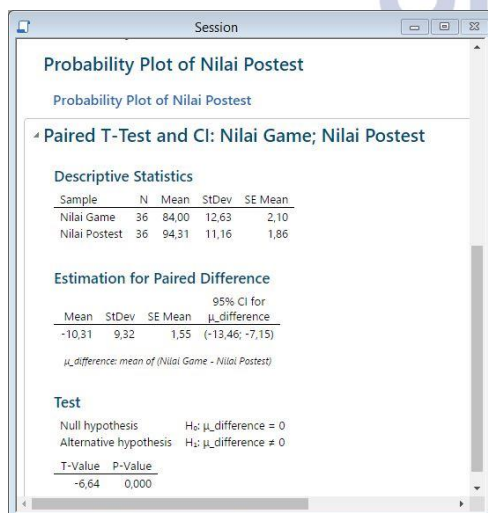 Session
Probability Plot of Nilai Postest
Probability Plot of Nilai Postest
Paired T-Test and CI: Nilai Game; Nilai Postest
Descriptive Statistics
Sample N Mean StDev SE Mean
Nilai Game 36 84,00 12,63 2,10
Nilai Postest 36 94,31 11,16 1,86
Estimation for Paired Difference
95% CI for
Mean StDev SE Mean μ_difference
-10,31 9,32 1,55 (-13,46; -7,15)
μ_difference: mean of (Nilai Game - Nilai Postest)
Test
Null hypothesis H₀: μ_difference = 0
Alternative hypothesis H₁: μ_difference ≠ 0
T-Value P-Value
-6,64 0,000